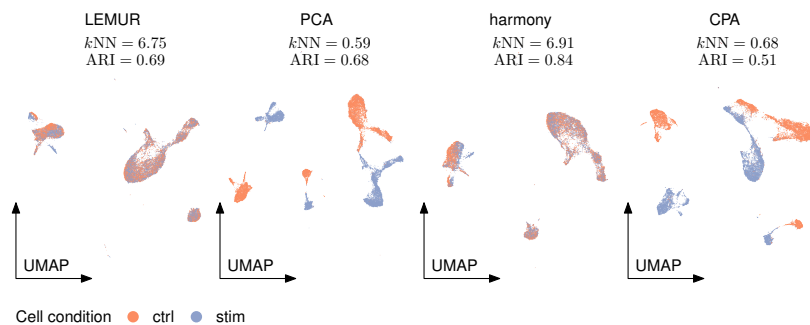 LEMUR
kNN = 6.75
ARI = 0.69
PCA
kNN = 0.59
ARI = 0.68
harmony
kNN = 6.91
ARI = 0.84
CPA
kNN = 0.68
ARI = 0.51
UMAP
UMAP
UMAP
UMAP
Cell condition ctrl stim